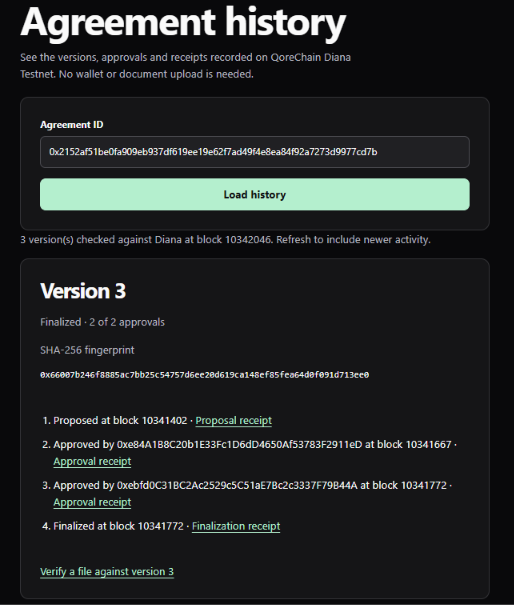 Agreement history
See the versions, approvals and receipts recorded on QoreChain Diana
Testnet. No wallet or document upload is needed.
Agreement ID
0x2152af51be0fa909eb937df619ee19e62f7ad49f4e8ea84f92a7273d9977cd7b
Load history
3 version(s) checked against Diana at block 10342046. Refresh to include newer activity.
Version 3
Finalized · 2 of 2 approvals
SHA-256 fingerprint
0x66007b246f8885ac7bb25c54757d6ee20d619ca148ef85fea64d0f091d713ee0
1. Proposed at block 10341402 · Proposal receipt
2. Approved by 0xe84A1B8C20b1E33Fc1D6dD4650Af53783F2911eD at block 10341667 ·
Approval receipt
3. Approved by 0xebfd0C31BC2Ac2529c5C51aE7Bc2c3337F79B44A at block 10341772 ·
Approval receipt
4. Finalized at block 10341772 · Finalization receipt
Verify a file against version 3